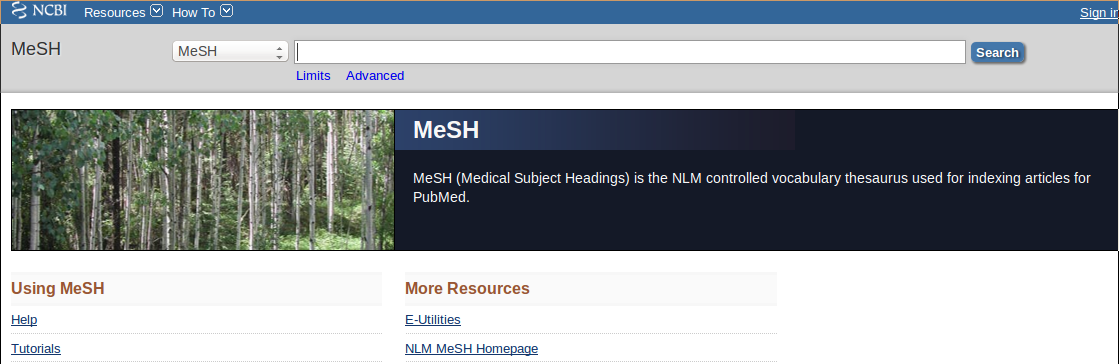 NCBI Resources How To Sign in
MeSH MeSH Search
Limits Advanced
MeSH
MeSH (Medical Subject Headings) is the NLM controlled vocabulary thesaurus used for indexing articles for
PubMed.
Using MeSH
Help
Tutorials
More Resources
E-Utilities
NLM MeSH Homepage